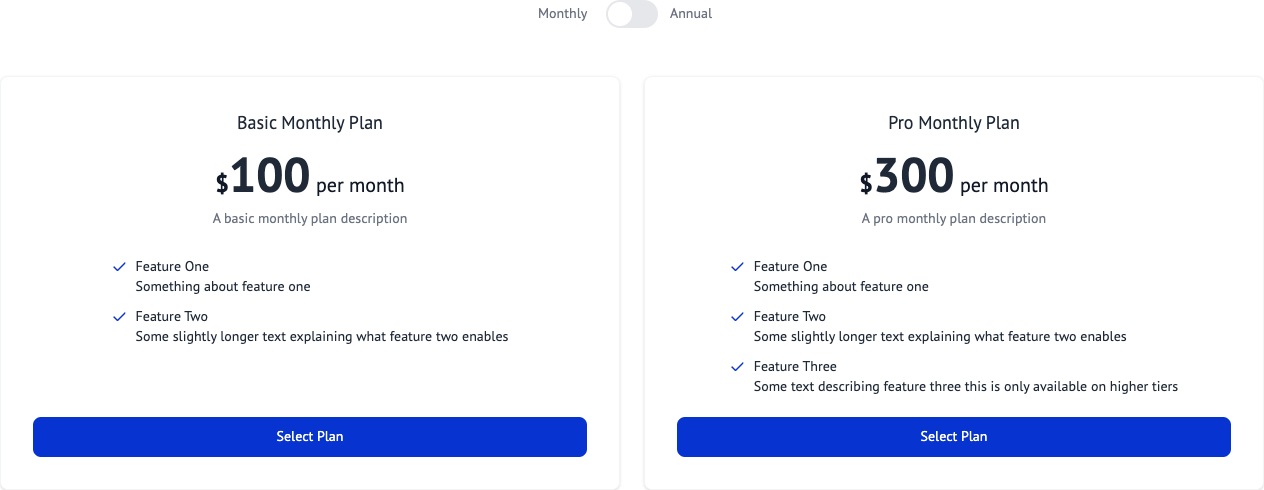 Monthly Annual
Basic Monthly Plan
$100 per month
A basic monthly plan description
Feature One
Something about feature one
Feature Two
Some slightly longer text explaining what feature two enables
Select Plan
Pro Monthly Plan
$300 per month
A pro monthly plan description
Feature One
Something about feature one
Feature Two
Some slightly longer text explaining what feature two enables
Feature Three
Some text describing feature three this is only available on higher tiers
Select Plan